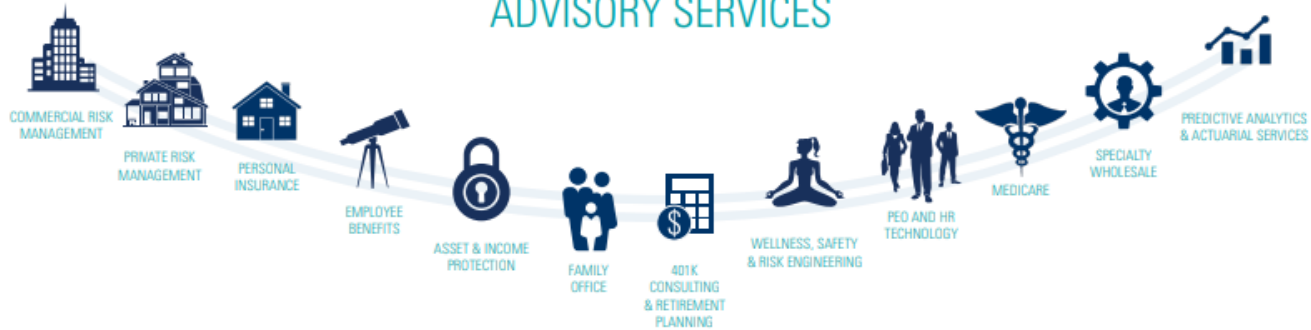 ADVISORY SERVICES
COMMERCIAL RISK
MANAGEMENT
PRIVATE RISK
MANAGEMENT
PERSONAL
INSURANCE
EMPLOYEE
BENEFITS
ASSET & INCOME
PROTECTION
FAMILY
OFFICE
401K
CONSULTING
& RETIREMENT
PLANNING
$
WELLNESS, SAFETY
& RISK ENGINEERING
PEO AND HR
TECHNOLOGY
MEDICARE
SPECIALTY
WHOLESALE
PREDICTIVE ANALYTICS
& ACTUARIAL SERVICES